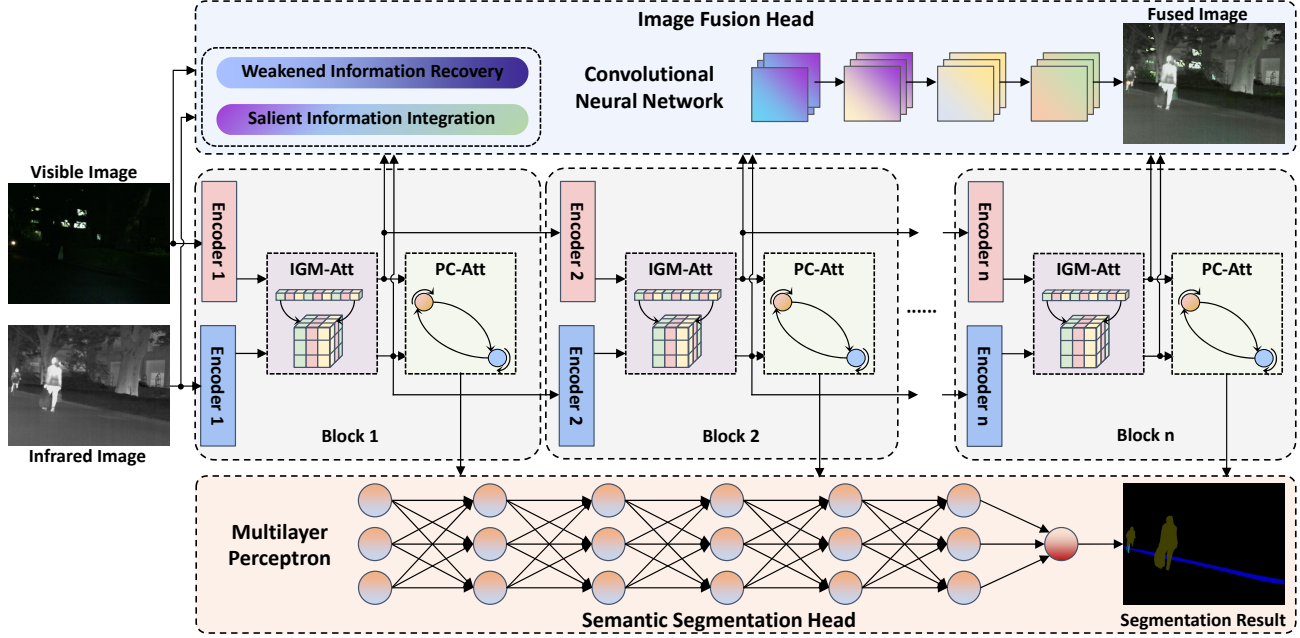 Image Fusion Head
Fused Image
Weakened Information Recovery
Salient Information Integration
Convolutional
Neural Network
Visible Image
Infrared Image
Encoder 1
Encoder 1
IGM-Att
PC-Att
Block 1
Encoder 2
Encoder 2
IGM-Att
PC-Att
Block 2
......
Encoder n
Encoder n
IGM-Att
PC-Att
Block n
Multilayer
Perceptron
Semantic Segmentation Head
Segmentation Result